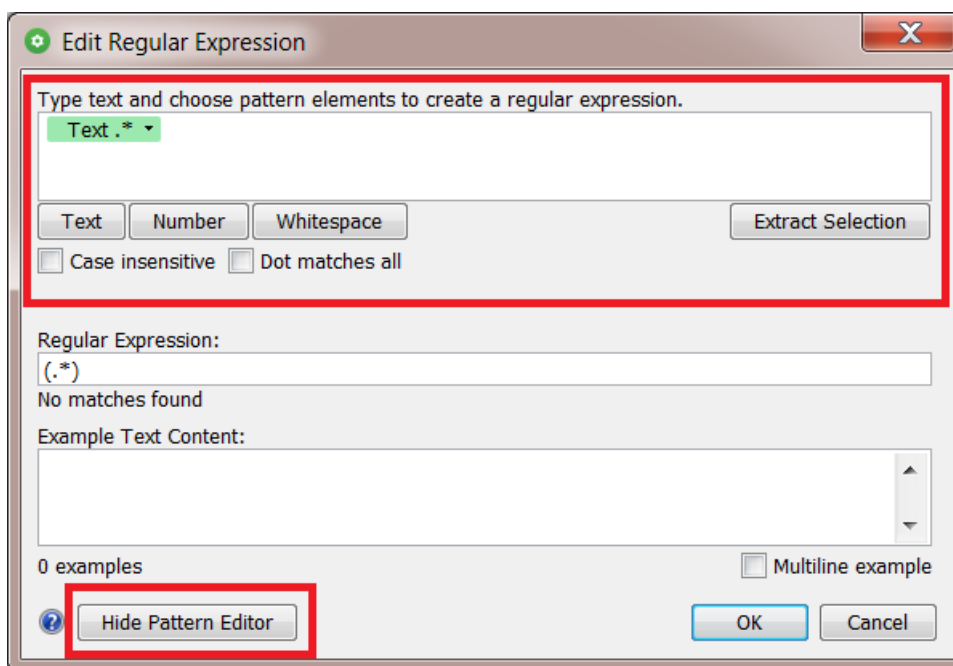 Edit Regular Expression
Type text and choose pattern elements to create a regular expression.
Text .*
Text Number Whitespace Extract Selection
Case insensitive Dot matches all
Regular Expression:
(.*)
No matches found
Example Text Content:
0 examples Multiline example
? Hide Pattern Editor OK Cancel